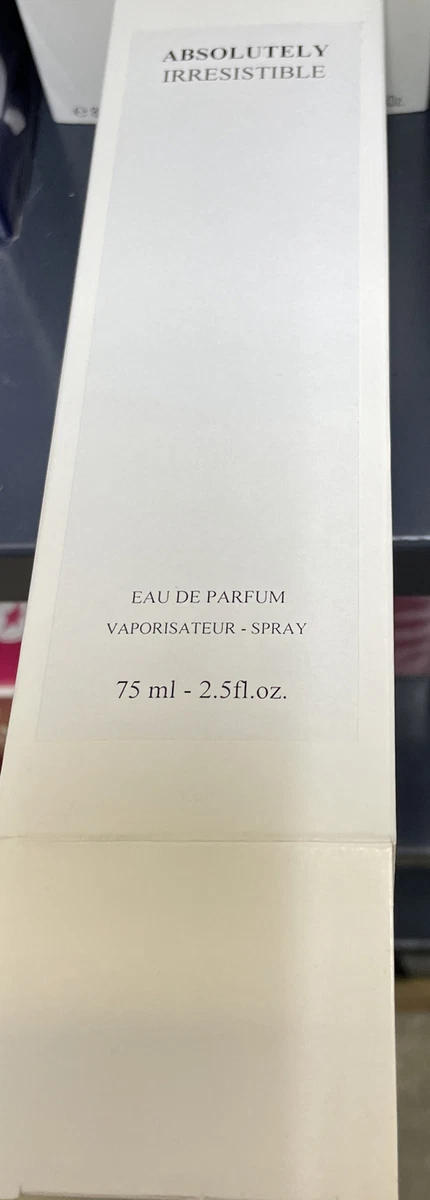 ABSOLUTELY
IRRESISTIBLE
EAU DE PARFUM
VAPORISATEUR - SPRAY
75 ml - 2.5fl.oz.